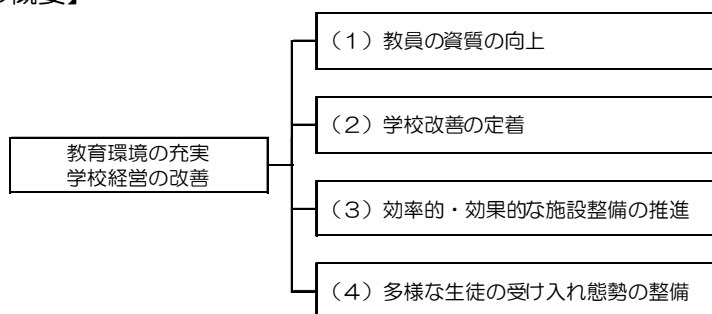 概要】
（１）教員の資質の向上
（２）学校改善の定着
教育環境の充実
学校経営の改善
（３）効率的・効果的な施設整備の推進
（４）多様な生徒の受け入れ態勢の整備